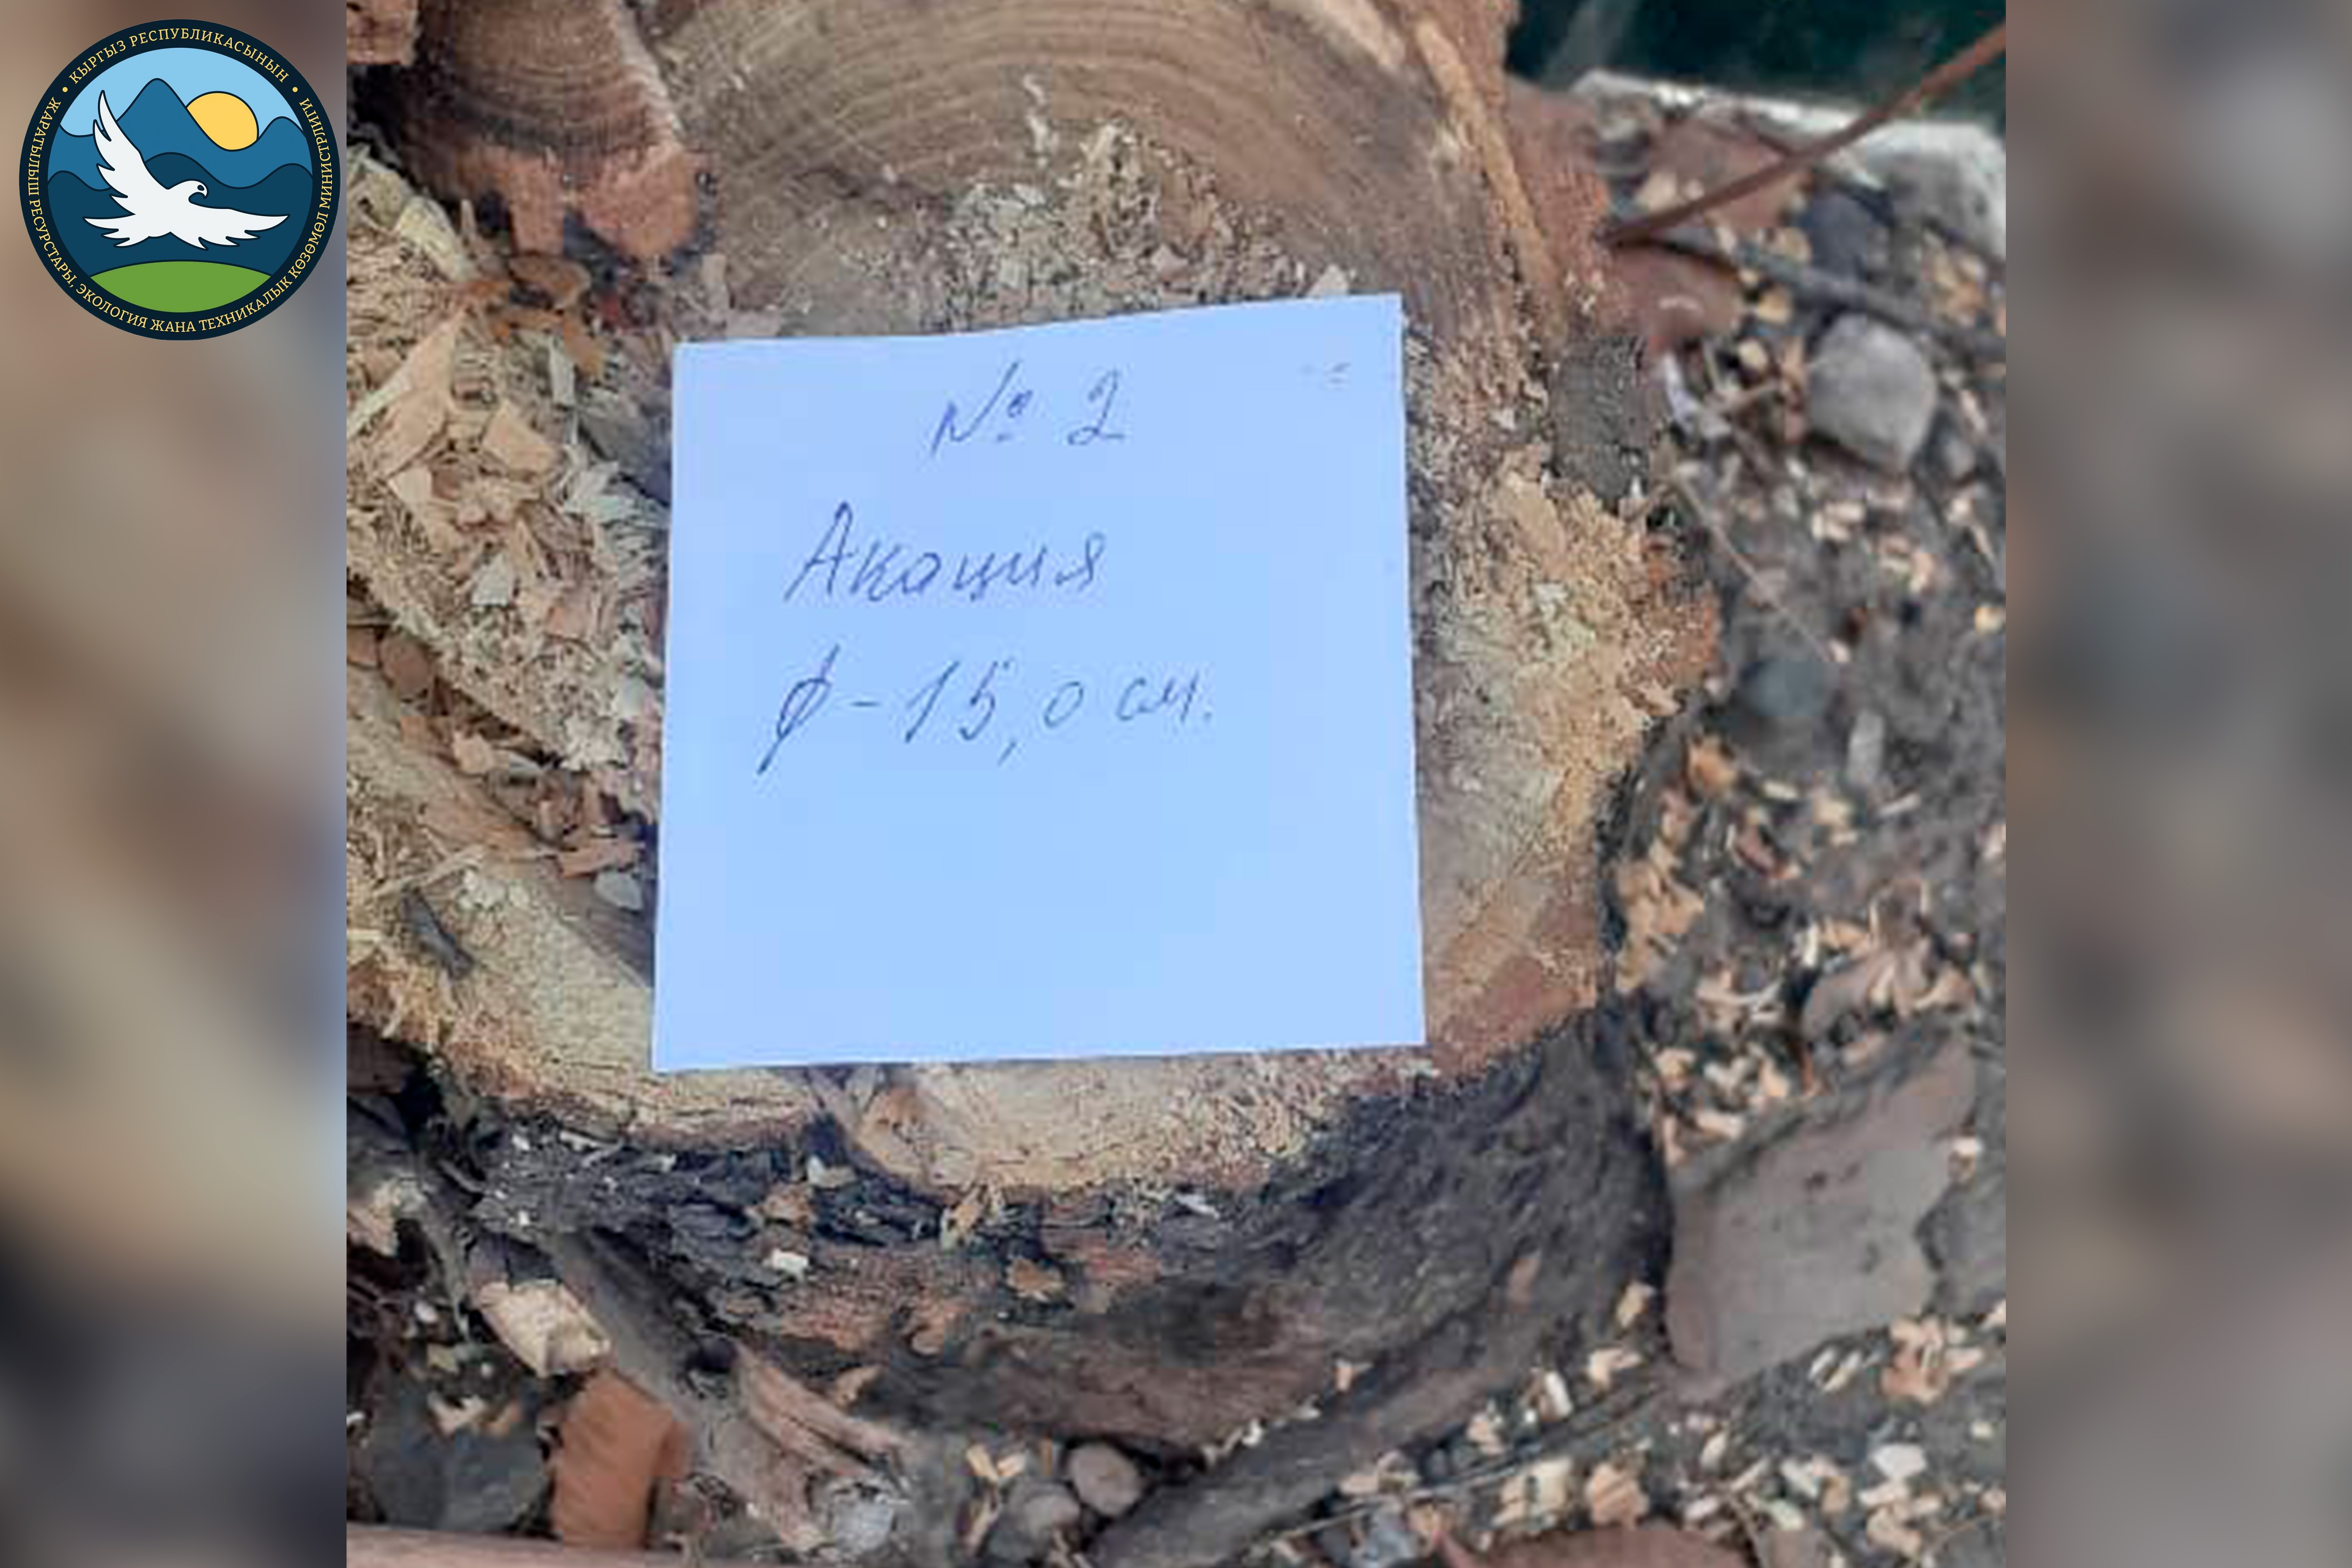 • КЫРГЫЗ РЕСПУБЛИКАСЫНЫН •
ЖАРАТЫЛЫШ РЕСУРСТАРЫ, ЭКОЛОГИЯ ЖАНА ТЕХНИКАЛЫК КӨЗӨМӨЛ МИНИСТРЛИГИ
№ 2
Акация
ф-15,0 см.